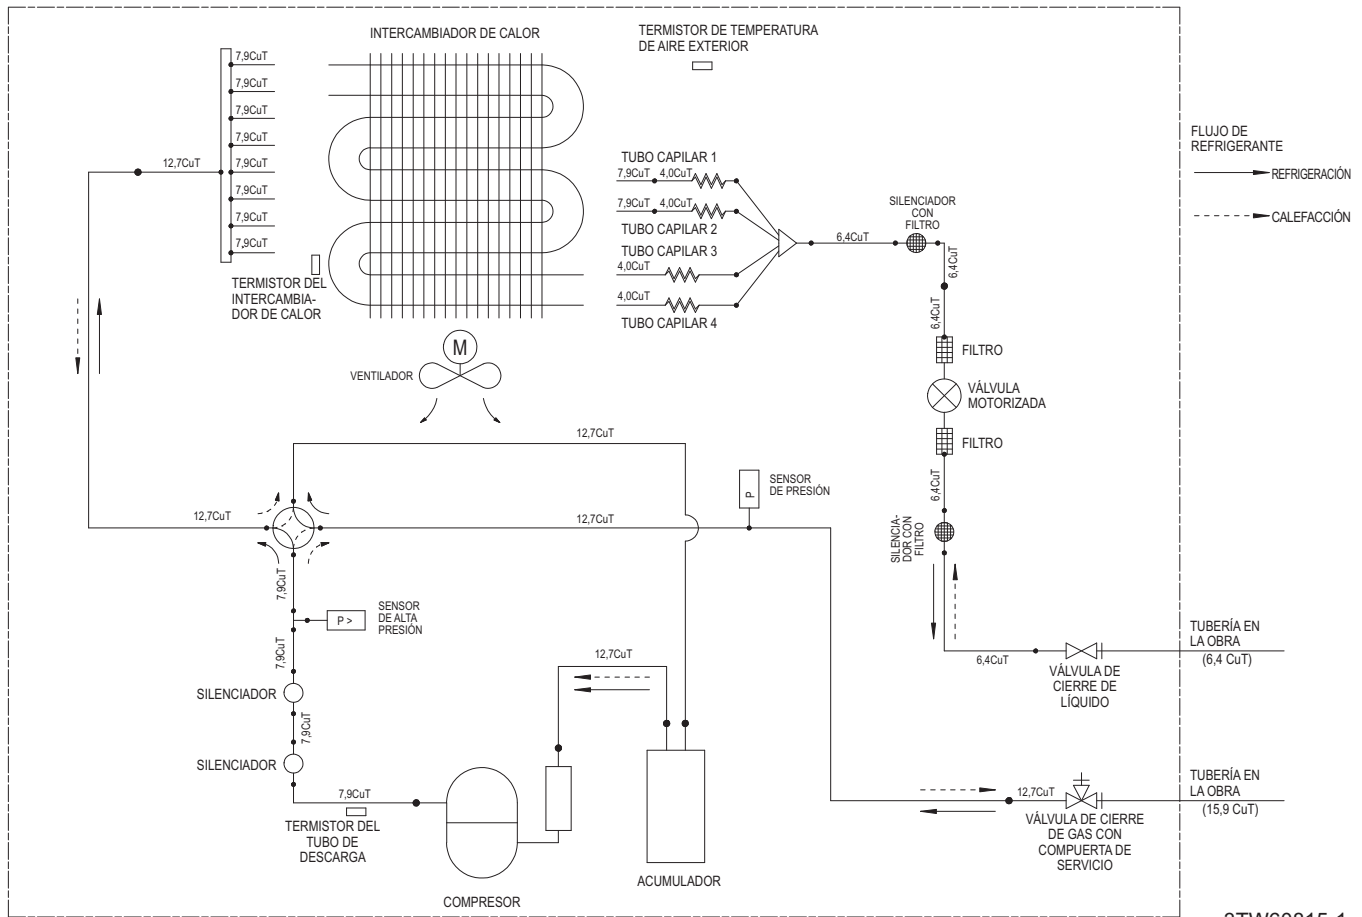 INTERCAMBIADOR DE CALOR
TERMISTOR DE TEMPERATURA
DE AIRE EXTERIOR
7,9CuT
7,9CuT
7,9CuT
7,9CuT
7,9CuT
7,9CuT
7,9CuT
7,9CuT
12,7CuT
TERMISTOR DEL
INTERCAMBIA-
DOR DE CALOR
TUBO CAPILAR 1
7,9CuT
4,0CuT
7,9CuT
4,0CuT
TUBO CAPILAR 2
TUBO CAPILAR 3
4,0CuT
4,0CuT
TUBO CAPILAR 4
6,4CuT
SILENCIADOR
CON
FILTRO
6,4CuT
6,4CuT
FILTRO
VÁLVULA
MOTORIZADA
FILTRO
6,4CuT
SILENCIA-
DOR CON
FILTRO
FLUJO DE
REFRIGERANTE
REFRIGERACIÓN
CALEFACCIÓN
M
VENTILADOR
12,7CuT
12,7CuT
12,7CuT
P
SENSOR
DE PRESIÓN
7,9CuT
P >
SENSOR
DE ALTA
PRESIÓN
7,9CuT
SILENCIADOR
7,9CuT
SILENCIADOR
7,9CuT
TERMISTOR DEL
TUBO DE
DESCARGA
COMPRESOR
12,7CuT
ACUMULADOR
6,4CuT
VÁLVULA DE
CIERRE DE
LÍQUIDO
TUBERÍA EN
LA OBRA
(6,4 CuT)
12,7CuT
VÁLVULA DE CIERRE
DE GAS CON
COMPUERTA DE
SERVICIO
TUBERÍA EN
LA OBRA
(15,9 CuT)